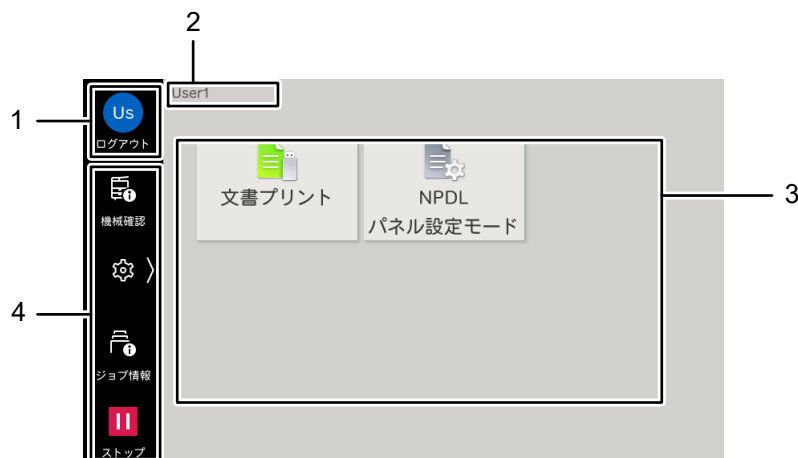 2
1
Us
ログアウト
User1
文書プリント
NPDL
パネル設定モード
3
機械確認
4
ジョブ情報
ストップ